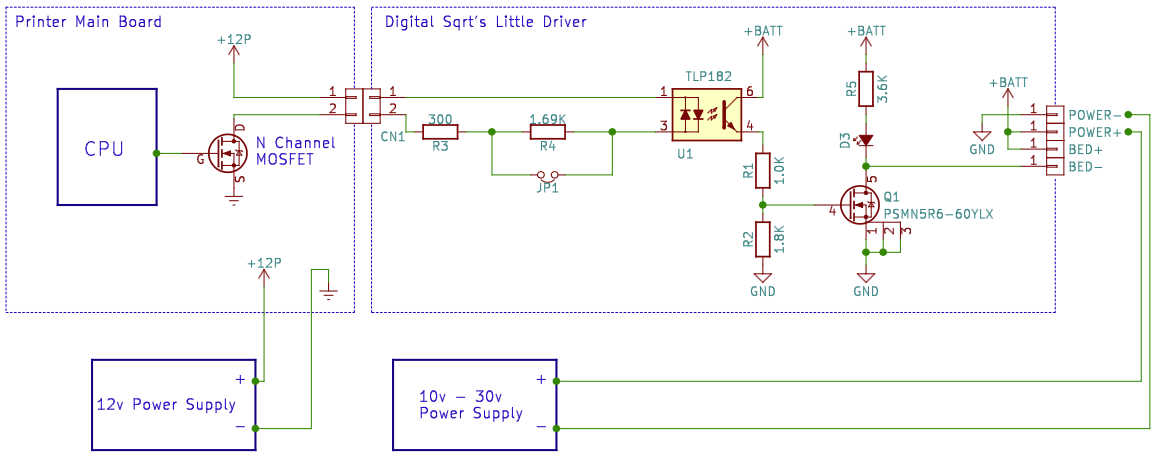 Printer Main Board
+12P
CPU
D
G
S
N Channel
MOSFET
1
2
+12P
Digital Sqrt's Little Driver
1
2
CN1
300
R3
1.69K
R4
JP1
TLP182
1
3
6
4
U1
+BATT
R1
1.0K
R2
1.8K
GND
+BATT
R5
3.6K
D3
5
4
Q1
PSMN5R6-60YLX
1
2
3
GND
+BATT
GND
1
POWER-
1
POWER+
1
BED+
1
BED-
+
12v Power Supply
-
+
10v - 30v
Power Supply
-